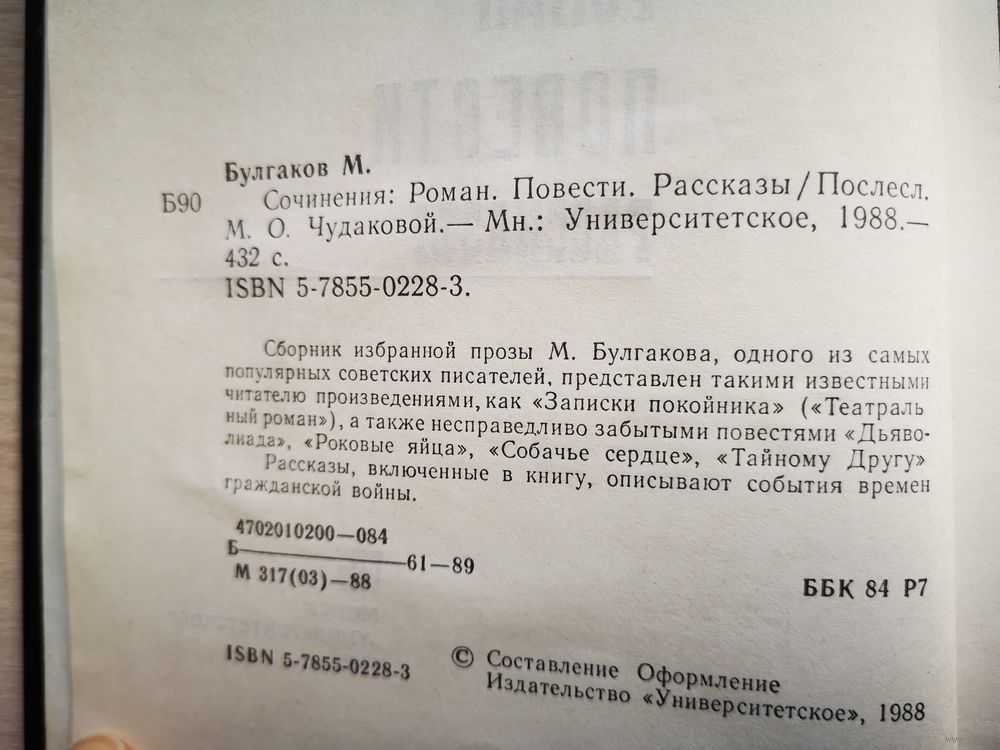 ПОВЕСТИ
Булгаков М.
Б90 Сочинения: Роман. Повести. Рассказы / Послесл.
М. О. Чудаковой.— Мн.: Университетское, 1988.—
432 с.
ISBN 5-7855-0228-3.
Сборник избранной прозы М. Булгакова, одного из самых
популярных советских писателей, представлен такими известными
читателю произведениями, как «Записки покойника» («Театраль
ный роман»), а также несправедливо забытыми повестями «Дьяво-
лиада», «Роковые яйца», «Собачье сердце», «Тайному Другу»
Рассказы, включенные в книгу, описывают события времен
гражданской войны.
4702010200—084
Б————61—89
М 317(03)—88
ББК 84 Р7
ISBN 5-7855-0228-3
© Составление Оформление
Издательство «Университетское», 1988